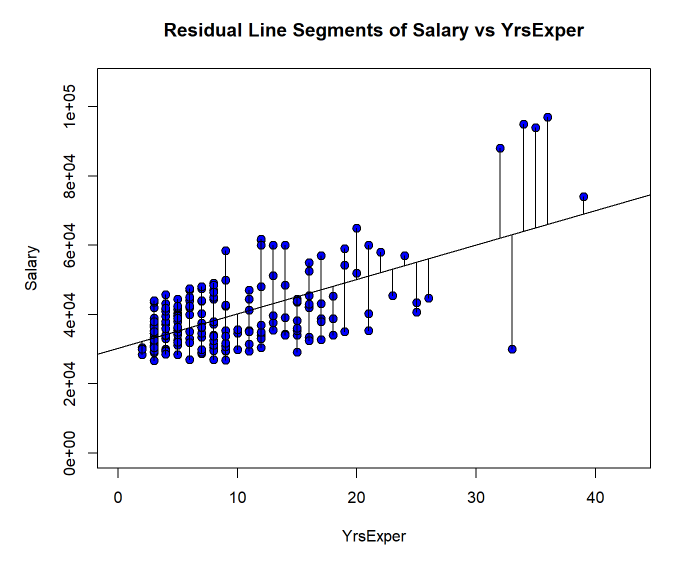 Residual Line Segments of Salary vs YrsExper
1e+05
8e+04
6e+04
4e+04
2e+04
0e+00
Salary
0 10 20 30 40
YrsExper